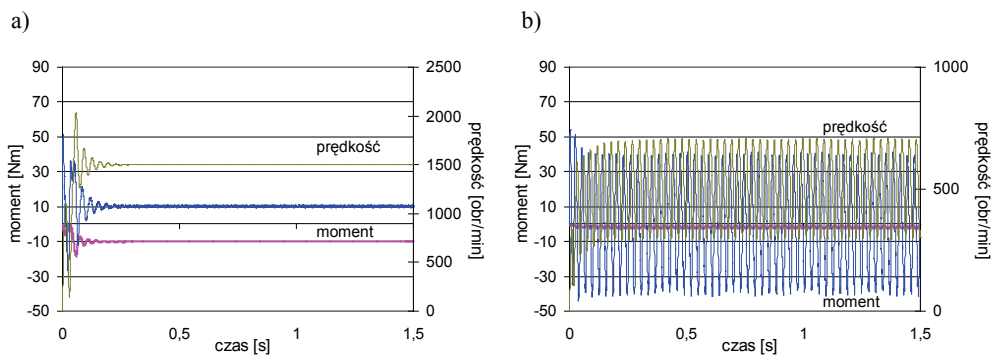 a)
90
70
50
30
10
-10
-30
-50
moment [Nm]
2500
2000
1500
1000
500
0
prędkość [obr/min]
prędkość
moment
0
0,5
1
1,5
czas [s]
b)
90
70
50
30
10
-10
-30
-50
moment [Nm]
1000
500
0
prędkość [obr/min]
prędkość
moment
0
0,5
1
1,5
czas [s]